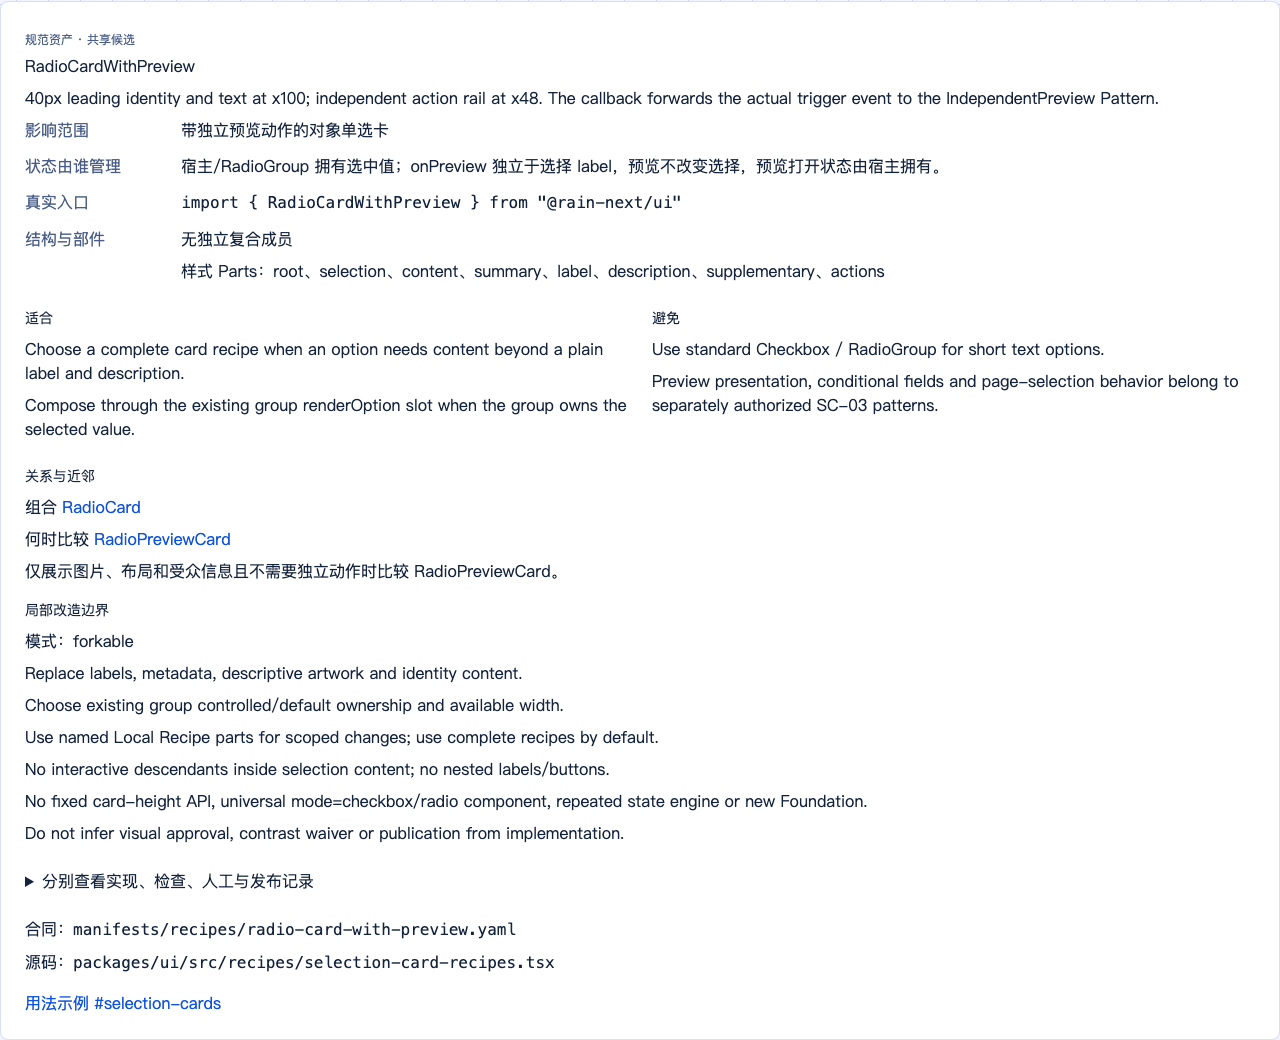 规范资产 · 共享候选
RadioCardWithPreview
40px leading identity and text at x100; independent action rail at x48. The callback forwards the actual trigger event to the IndependentPreview Pattern.
影响范围 带独立预览动作的对象单选卡
状态由谁管理 宿主/RadioGroup 拥有选中值；onPreview 独立于选择 label，预览不改变选择，预览打开状态由宿主拥有。
真实入口 import { RadioCardWithPreview } from "@rain-next/ui"
结构与部件 无独立复合成员
样式 Parts：root、selection、content、summary、label、description、supplementary、actions
适合
Choose a complete card recipe when an option needs content beyond a plain
label and description.
Compose through the existing group renderOption slot when the group owns the
selected value.
避免
Use standard Checkbox / RadioGroup for short text options.
Preview presentation, conditional fields and page-selection behavior belong to
separately authorized SC-03 patterns.
关系与近邻
组合 RadioCard
何时比较 RadioPreviewCard
仅展示图片、布局和受众信息且不需要独立动作时比较 RadioPreviewCard。
局部改造边界
模式：forkable
Replace labels, metadata, descriptive artwork and identity content.
Choose existing group controlled/default ownership and available width.
Use named Local Recipe parts for scoped changes; use complete recipes by default.
No interactive descendants inside selection content; no nested labels/buttons.
No fixed card-height API, universal mode=checkbox/radio component, repeated state engine or new Foundation.
Do not infer visual approval, contrast waiver or publication from implementation.
▶ 分别查看实现、检查、人工与发布记录
合同：manifests/recipes/radio-card-with-preview.yaml
源码：packages/ui/src/recipes/selection-card-recipes.tsx
用法示例 #selection-cards